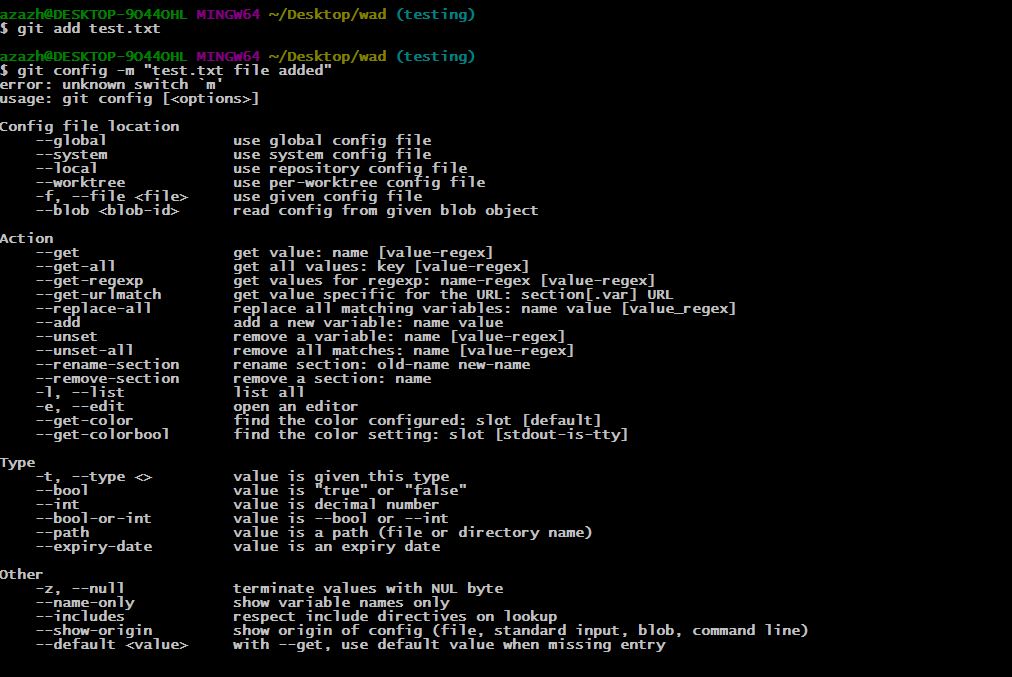 azazh@DESKTOP-9O44OHL MINGW64 ~/Desktop/wad (testing)
$ git add test.txt
azazh@DESKTOP-9O44OHL MINGW64 ~/Desktop/wad (testing)
$ git config -m "test.txt file added"
error: unknown switch `m'
usage: git config [<options>]
Config file location
    --global              use global config file
    --system              use system config file
    --local               use repository config file
    --worktree            use per-worktree config file
    -f, --file <file>     use given config file
    --blob <blob-id>      read config from given blob object
Action
    --get                 get value: name [value-regex]
    --get-all             get all values: key [value-regex]
    --get-regexp          get values for regexp: name-regex [value-regex]
    --get-urlmatch        get value specific for the URL: section[.var] URL
    --replace-all         replace all matching variables: name value [value_regex]
    --add                 add a new variable: name value
    --unset               remove a variable: name [value-regex]
    --unset-all           remove all matches: name [value-regex]
    --rename-section      rename section: old-name new-name
    --remove-section      remove a section: name
    -l, --list            list all
    -e, --edit            open an editor
    --get-color           find the color configured: slot [default]
    --get-colorbool       find the color setting: slot [stdout-is-tty]
Type
    -t, --type <>         value is given this type
    --bool                value is "true" or "false"
    --int                 value is decimal number
    --bool-or-int         value is --bool or --int
    --path                value is a path (file or directory name)
    --expiry-date         value is an expiry date
Other
    -z, --null            terminate values with NUL byte
    --name-only           show variable names only
    --includes            respect include directives on lookup
    --show-origin         show origin of config (file, standard input, blob, command line)
    --default <value>     with --get, use default value when missing entry